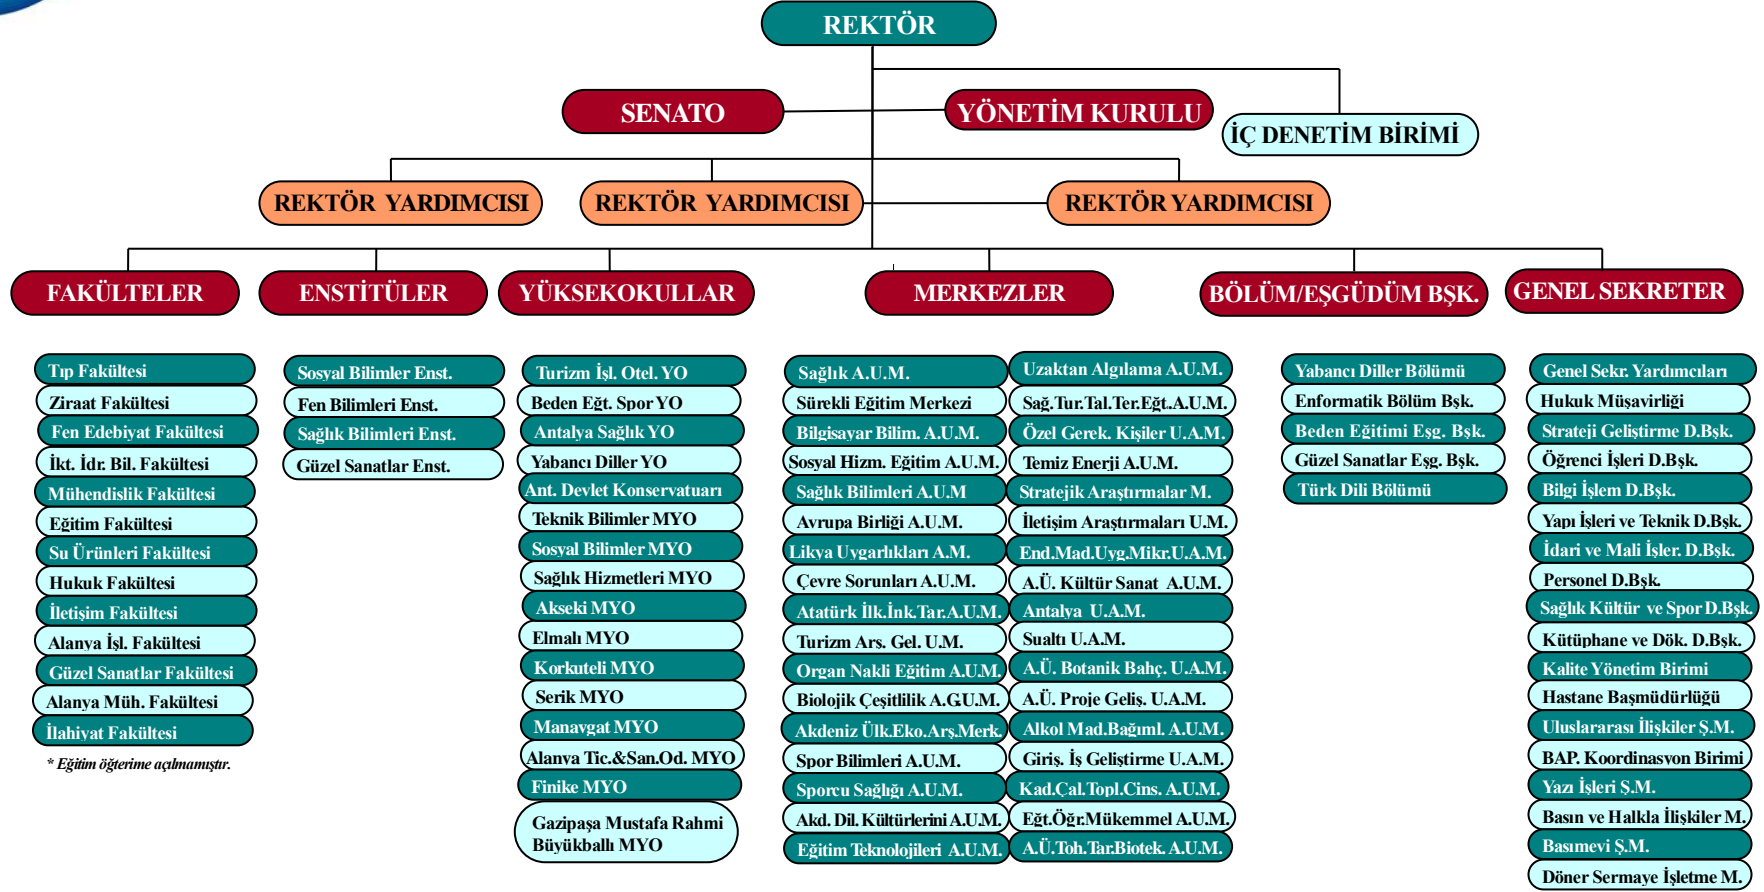 REKTÖR
SENATO
YÖNETİM KURULU
İÇ DENETİM BİRİMİ
REKTÖR YARDIMCISI
REKTÖR YARDIMCISI
REKTÖR YARDIMCISI
FAKÜLTELER
ENSTİTÜLER
YÜKSEKOKULLAR
MERKEZLER
BÖLÜM/EŞGÜDÜM BŞK.
GENEL SEKRETER
Tıp Fakültesi
Ziraat Fakültesi
Fen Edebiyat Fakültesi
İkt. İdr. Bil. Fakültesi
Mühendislik Fakültesi
Eğitim Fakültesi
Su Ürünleri Fakültesi
Hukuk Fakültesi
İletişim Fakültesi
Alanya İşl. Fakültesi
Güzel Sanatlar Fakültesi
Alanya Müh. Fakültesi
İlahiyat Fakültesi
* Eğitim öğterime açılmamıştır.
Sosyal Bilimler Enst.
Fen Bilimleri Enst.
Sağlık Bilimleri Enst.
Güzel Sanatlar Enst.
Turizm İşl. Otel. YO
Beden Eğt. Spor YO
Antalya Sağlık YO
Yabancı Diller YO
Ant. Devlet Konservatuarı
Teknik Bilimler MYO
Sosyal Bilimler MYO
Sağlık Hizmetleri MYO
Akseki MYO
Elmalı MYO
Korkuteli MYO
Serik MYO
Manavgat MYO
Alanya Tic.&San.Od. MYO
Finike MYO
Gazipaşa Mustafa Rahmi
Büyükballı MYO
Sağlık A.U.M.
Sürekli Eğitim Merkezi
Bilgisayar Bilim. A.U.M.
Sosyal Hizm. Eğitim A.U.M.
Sağlık Bilimleri A.U.M
Avrupa Birliği A.U.M.
Likya Uygarlıkları A.M.
Çevre Sorunları A.U.M.
Atatürk İlk.İnk.Tar.A.U.M.
Turizm Arş. Gel. U.M.
Organ Nakli Eğitim A.U.M.
Biolojik Çeşitlilik A.G.U.M.
Akdeniz Ülk.Eko.Arş.Merk.
Spor Bilimleri A.U.M.
Sporcu Sağlığı A.U.M.
Akd. Dil. Kültürlerini A.U.M.
Eğitim Teknolojileri A.U.M.
Uzaktan Algılama A.U.M.
Sağ.Tur.Tal.Ter.Eğt.A.U.M.
Özel Gerek. Kişiler U.A.M.
Temiz Enerji A.U.M.
Stratejik Araştırmalar M.
İletişim Araştırmaları U.M.
End.Mad.Uyg.Mikr.U.A.M.
A.Ü. Kültür Sanat A.U.M.
Antalya U.A.M.
Sualtı U.A.M.
A.Ü. Botanik Bahç. U.A.M.
A.Ü. Proje Geliş. U.A.M.
Alkol Mad.Bağıml. A.U.M.
Giriş. İş Geliştirme U.A.M.
Kad.Çal.Topl.Cins. A.U.M.
Eğt.Öğr.Mükemmel A.U.M.
A.Ü.Toh.Tar.Biotek. A.U.M.
Yabancı Diller Bölümü
Enformatik Bölüm Bşk.
Beden Eğitimi Eşg. Bşk.
Güzel Sanatlar Eşg. Bşk.
Türk Dili Bölümü
Genel Sekr. Yardımcıları
Hukuk Müşavirliği
Strateji Geliştirme D.Bşk.
Öğrenci İşleri D.Bşk.
Bilgi İşlem D.Bşk.
Yapı İşleri ve Teknik D.Bşk.
İdari ve Mali İşler. D.Bşk.
Personel D.Bşk.
Sağlık Kültür ve Spor D.Bşk.
Kütüphane ve Dök. D.Bşk.
Kalite Yönetim Birimi
Hastane Başmüdürlüğü
Uluslararası İlişkiler Ş.M.
BAP. Koordinasyon Birimi
Yazı İşleri Ş.M.
Basın ve Halkla İlişkiler M.
Basımevi Ş.M.
Döner Sermaye İşletme M.